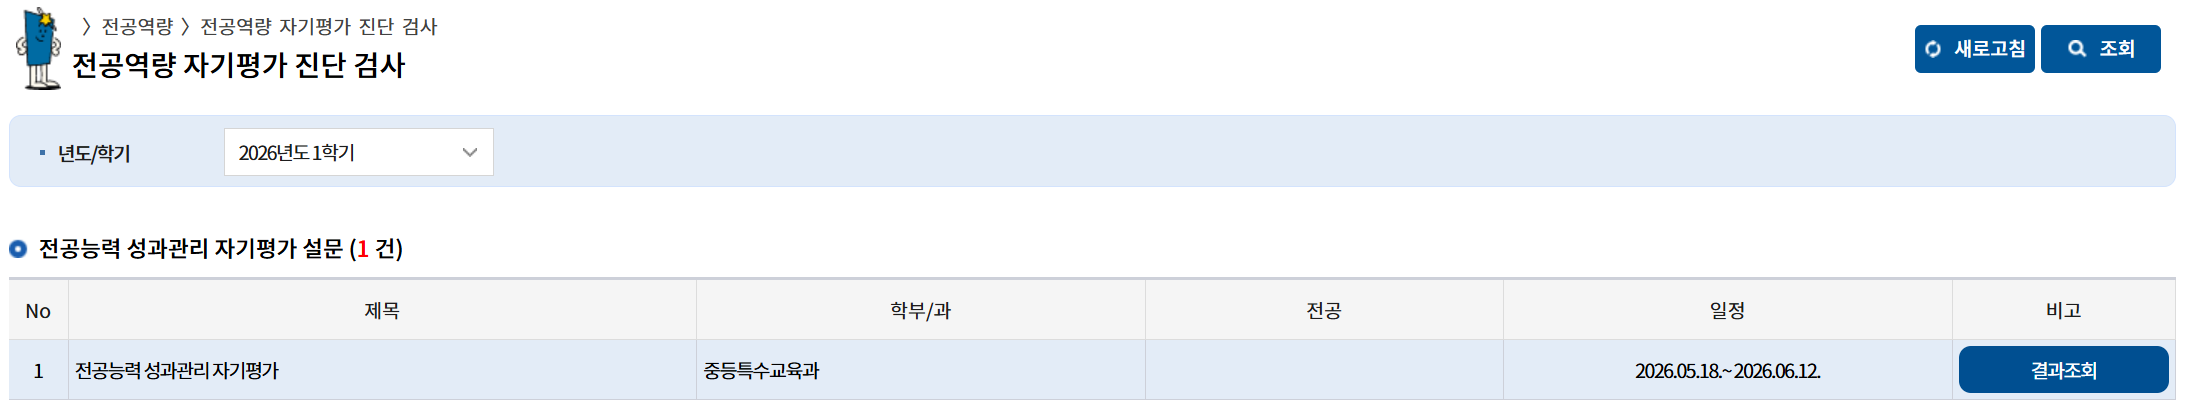 〉 전공역량 〉 전공역량 자기평가 진단 검사
전공역량 자기평가 진단 검사
새로고침 조회
년도/학기 2026년도 1학기
전공능력 성과관리 자기평가 설문 (1 건)
No 제목 학부/과 전공 일정 비고
1 전공능력 성과관리 자기평가 중등특수교육과 2026.05.18.~ 2026.06.12. 결과조회